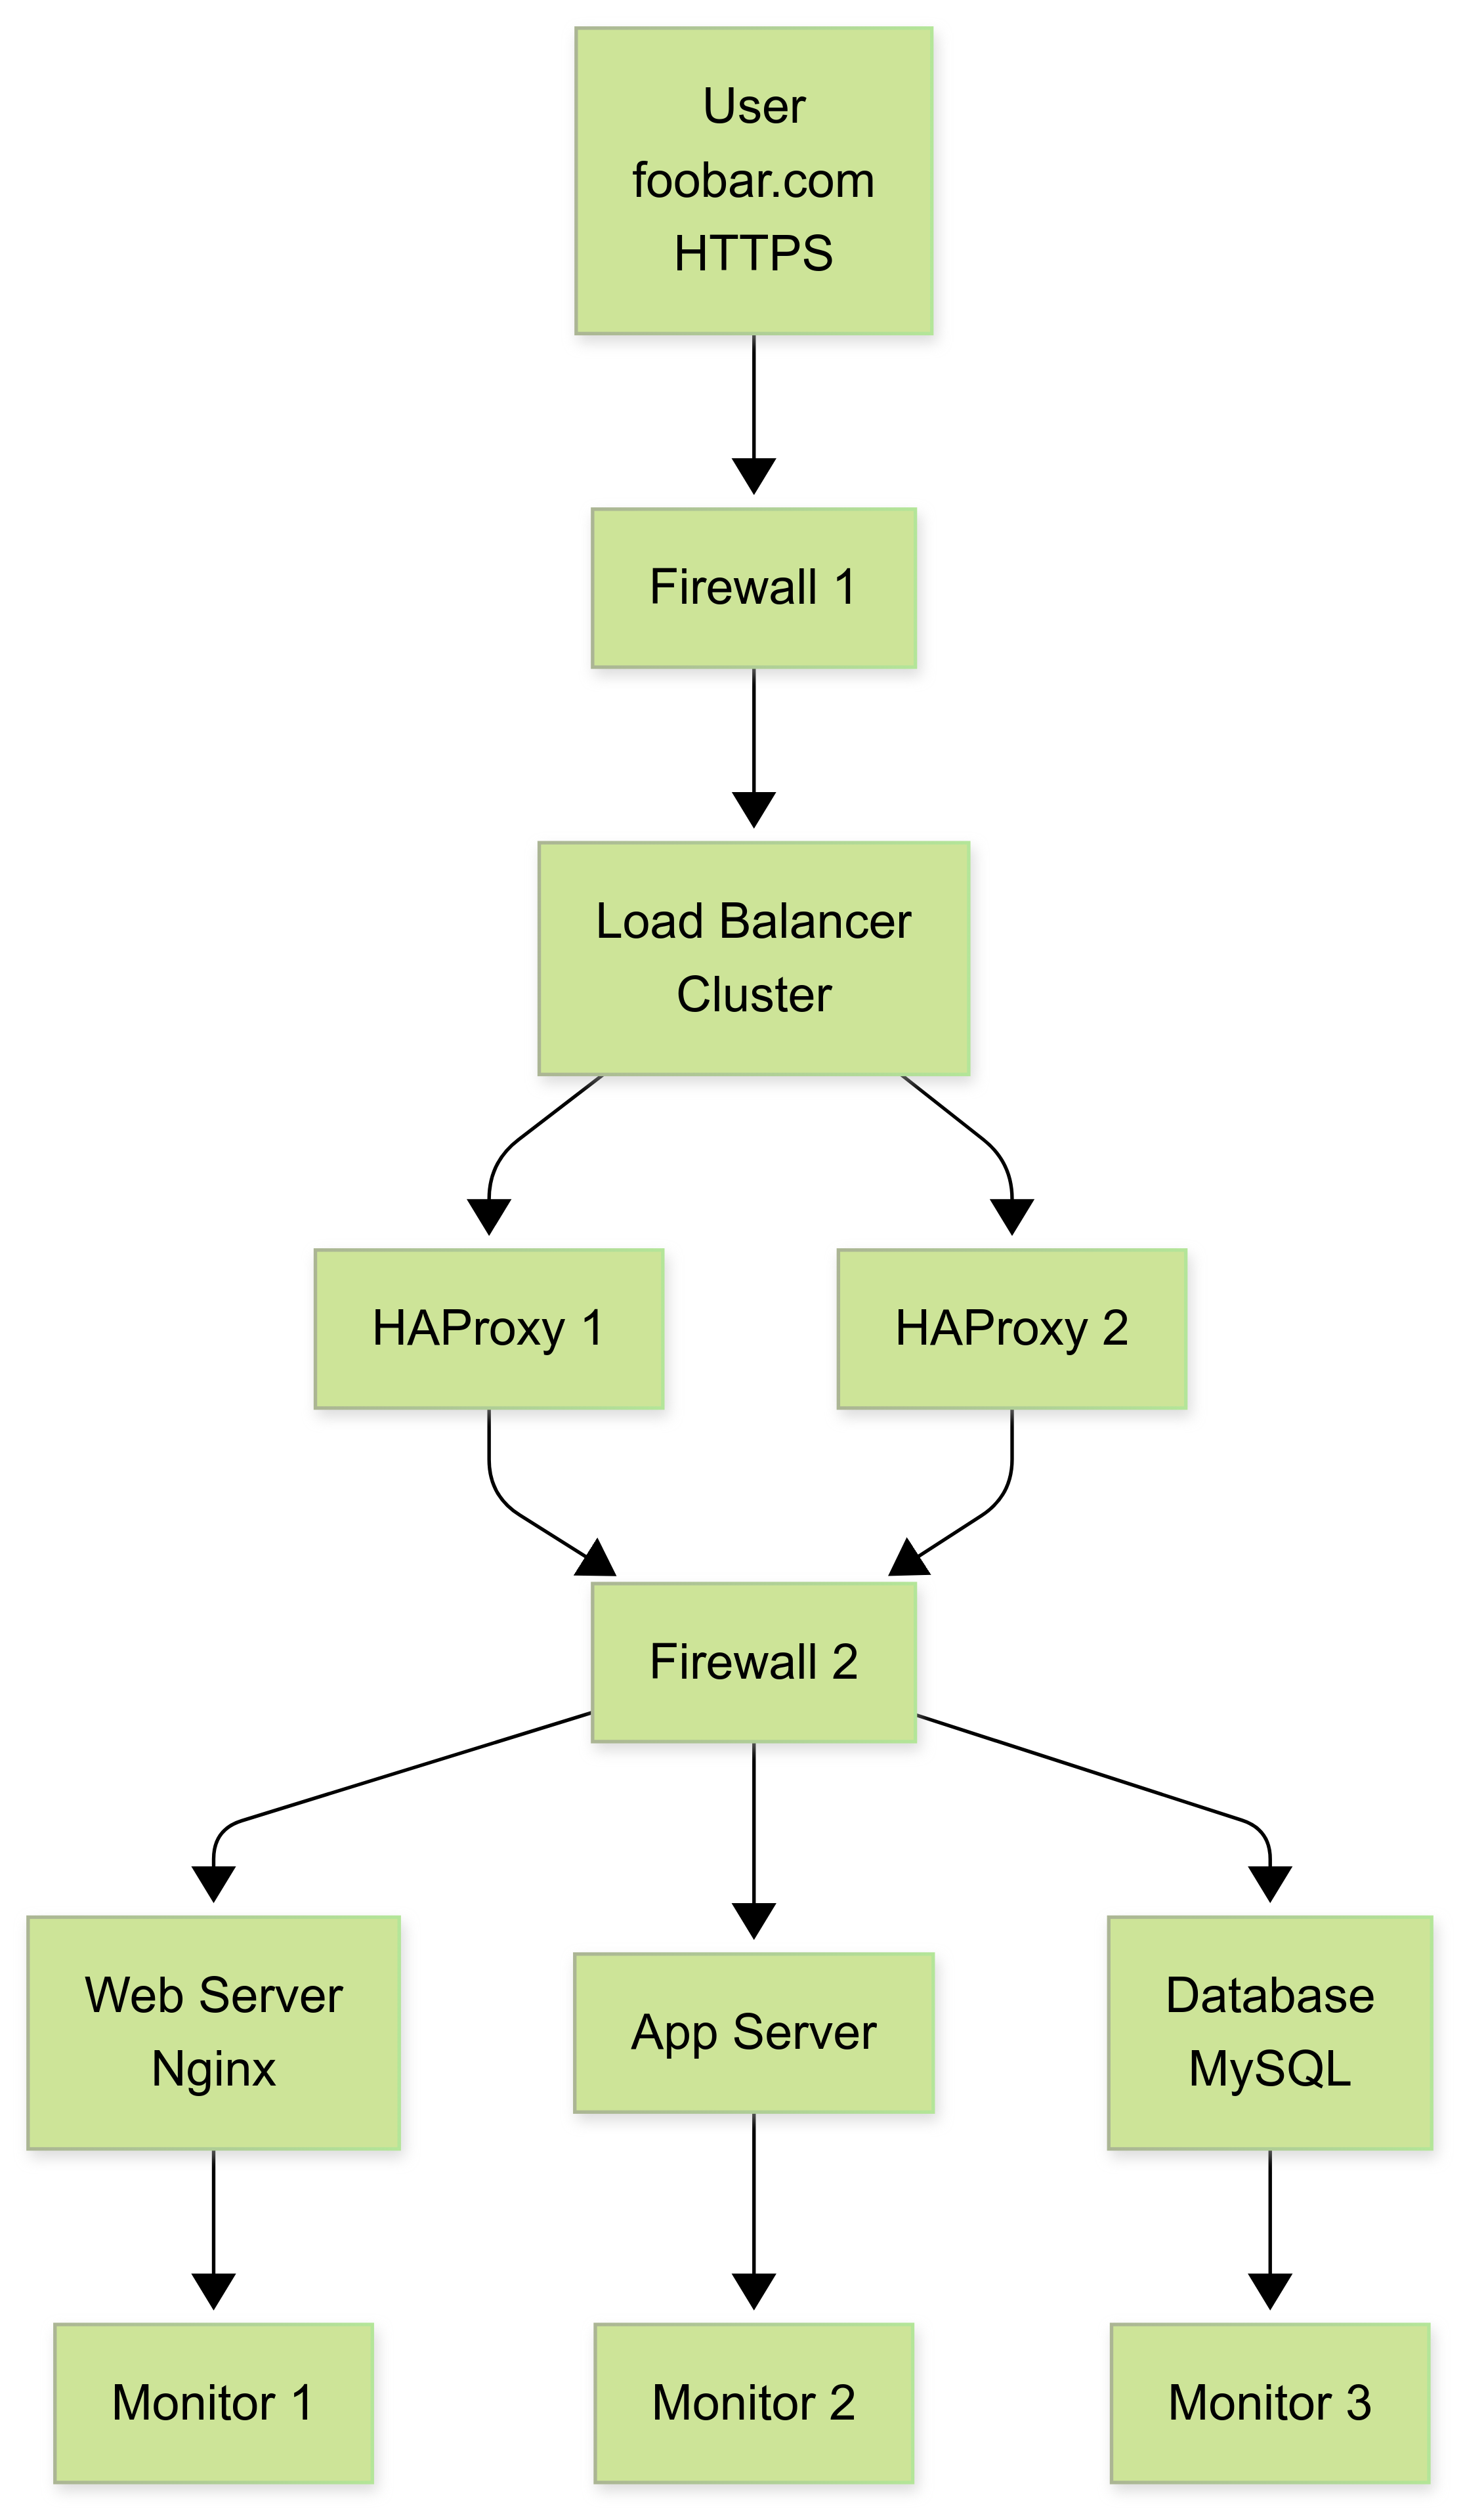 User
foobar.com
HTTPS
Firewall 1
Load Balancer
Cluster
HAProxy 1
HAProxy 2
Firewall 2
Web Server
Nginx
App Server
Database
MySQL
Monitor 1
Monitor 2
Monitor 3